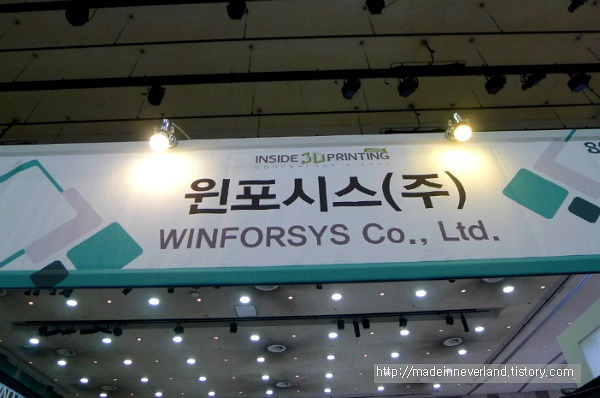 INSIDE 3D PRINTING
윈포시스(주)
WINFORSYS Co., Ltd.
http://madeinneverland.tistory.com